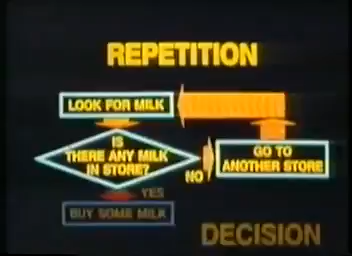 REPETITION
LOOK FOR MILK
IS
THERE ANY MILK
IN STORE?
NO
GO TO
ANOTHER STORE
YES
BUY SOME MILK
DECISION